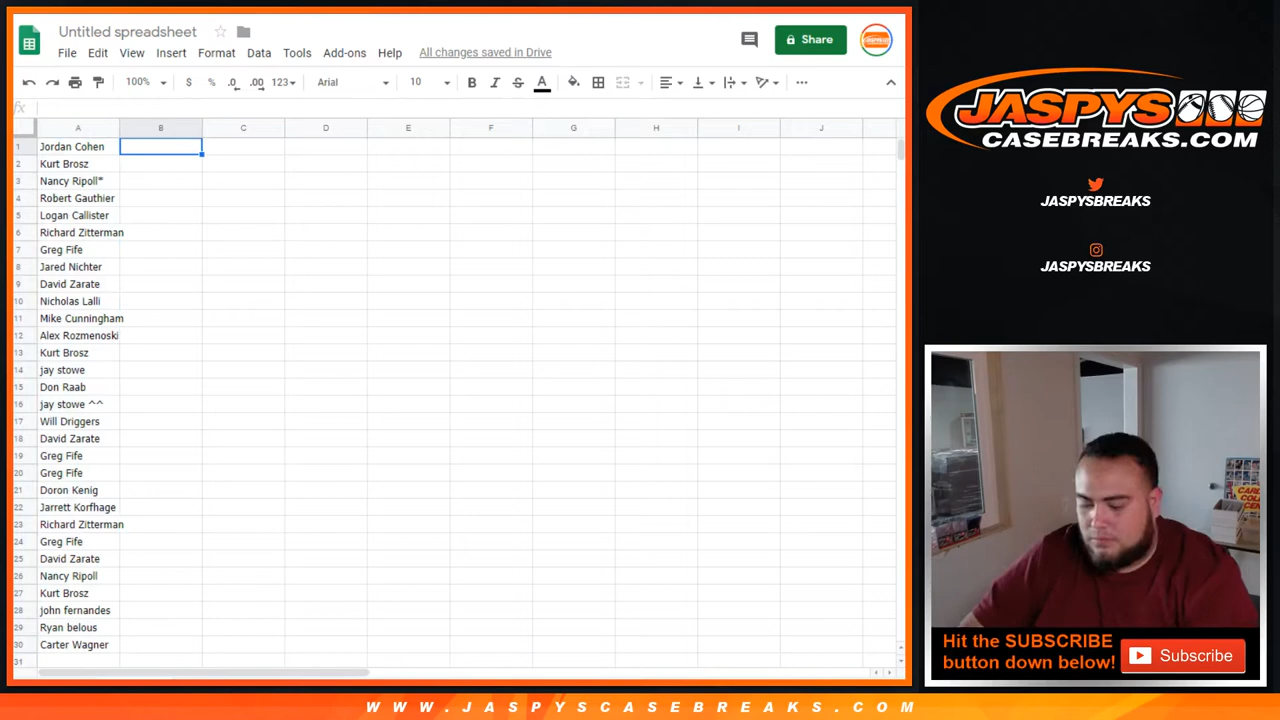 Untitled spreadsheet
File Edit View Format Data Tools Add-ons Help All changes saved in Drive
Share
100% $ % .0 .00 123 Arial 10 B I S A
fx
A B C D E F G H I J
1 Jordan Cohen
2 Kurt Brosz
3 Nancy Ripoll*
4 Robert Gauthier
5 Logan Callister
6 Richard Zitterman
7 Greg Fife
8 Jared Nichter
9 David Zarate
10 Nicholas Lalli
11 Mike Cunningham
12 Alex Rozmenoski
13 Kurt Brosz
14 jay stowe
15 Don Raab
16 jay stowe ^^
17 Will Driggers
18 David Zarate
19 Greg Fife
20 Greg Fife
21 Doron Kenig
22 Jarrett Korfhage
23 Richard Zitterman
24 Greg Fife
25 David Zarate
26 Nancy Ripoll
27 Kurt Brosz
28 john fernandes
29 Ryan belous
30 Carter Wagner
31
JASPYS
CASEBREAKS.COM
JASPYSBREAKS
JASPYSBREAKS
Hit the SUBSCRIBE
button down below!
Subscribe
WWW.JASPYSCASEBREAKS.COM